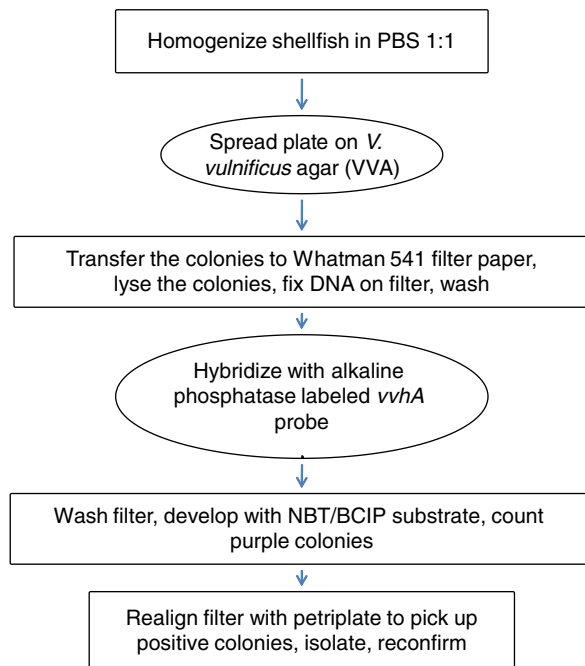 Homogenize shellfish in PBS 1:1
Spread plate on V.
vulnificus agar (VVA)
Transfer the colonies to Whatman 541 filter paper,
lyse the colonies, fix DNA on filter, wash
Hybridize with alkaline
phosphatase labeled vvhA
probe
Wash filter, develop with NBT/BCIP substrate, count
purple colonies
Realign filter with petriplate to pick up
positive colonies, isolate, reconfirm